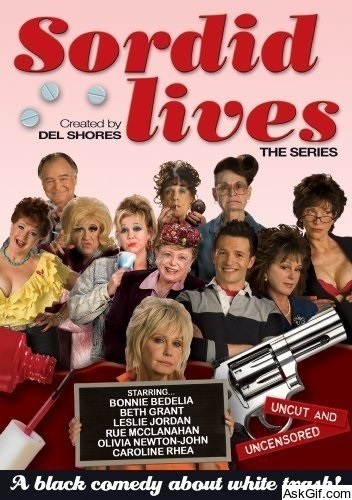 Sordid
lives
Created by
DEL SHORES
THE SERIES
STARRING...
BONNIE BEDELIA
BETH GRANT
LESLIE JORDAN
RUE MCCLANAHAN
OLIVIA NEWTON-JOHN
CAROLINE RHEA
UNCUT AND
UNCENSORED
A black comedy about white trash!
AskGif.com